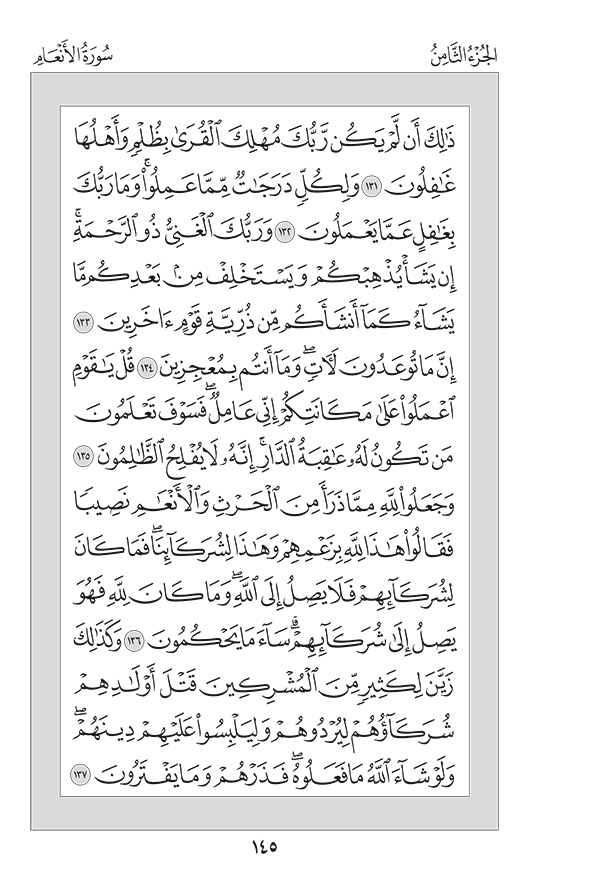 الجُزْءُ الثَّامِنُ
سُورَةُ الأَنْعَامِ
ذَٰلِكَ أَن لَّمْ يَكُن رَّبُّكَ مُهْلِكَ ٱلْقُرَىٰ بِظُلْمٍ وَأَهْلُهَا
غَٰفِلُونَ ١٣١ وَلِكُلٍّ دَرَجَٰتٌ مِّمَّا عَمِلُوا۟ۚ وَمَا رَبُّكَ
بِغَٰفِلٍ عَمَّا يَعْمَلُونَ ١٣٢ وَرَبُّكَ ٱلْغَنِىُّ ذُو ٱلرَّحْمَةِۚ
إِن يَشَأْ يُذْهِبْكُمْ وَيَسْتَخْلِفْ مِنۢ بَعْدِكُم مَّا
يَشَآءُ كَمَآ أَنشَأَكُم مِّن ذُرِّيَّةِ قَوْمٍ ءَاخَرِينَ ١٣٣
إِنَّ مَا تُوعَدُونَ لَءَاتٍۖ وَمَآ أَنتُم بِمُعْجِزِينَ ١٣٤ قُلْ يَٰقَوْمِ
ٱعْمَلُوا۟ عَلَىٰ مَكَانَتِكُمْ إِنِّى عَامِلٌۖ فَسَوْفَ تَعْلَمُونَ
مَن تَكُونُ لَهُۥ عَٰقِبَةُ ٱلدَّارِۚ إِنَّهُۥ لَا يُفْلِحُ ٱلظَّٰلِمُونَ ١٣٥
وَجَعَلُوا۟ لِلَّهِ مِمَّا ذَرَأَ مِنَ ٱلْحَرْثِ وَٱلْأَنْعَٰمِ نَصِيبًا
فَقَالُوا۟ هَٰذَا لِلَّهِ بِزَعْمِهِمْ وَهَٰذَا لِشُرَكَآئِنَاۖ فَمَا كَانَ
لِشُرَكَآئِهِمْ فَلَا يَصِلُ إِلَى ٱللَّهِۖ وَمَا كَانَ لِلَّهِ فَهُوَ
يَصِلُ إِلَىٰ شُرَكَآئِهِمْۗ سَآءَ مَا يَحْكُمُونَ ١٣٦ وَكَذَٰلِكَ
زَيَّنَ لِكَثِيرٍ مِّنَ ٱلْمُشْرِكِينَ قَتْلَ أَوْلَٰدِهِمْ
شُرَكَآؤُهُمْ لِيُرْدُوهُمْ وَلِيَلْبِسُوا۟ عَلَيْهِمْ دِينَهُمْۖ
وَلَوْ شَآءَ ٱللَّهُ مَا فَعَلُوهُۖ فَذَرْهُمْ وَمَا يَفْتَرُونَ ١٣٧
١٤٥